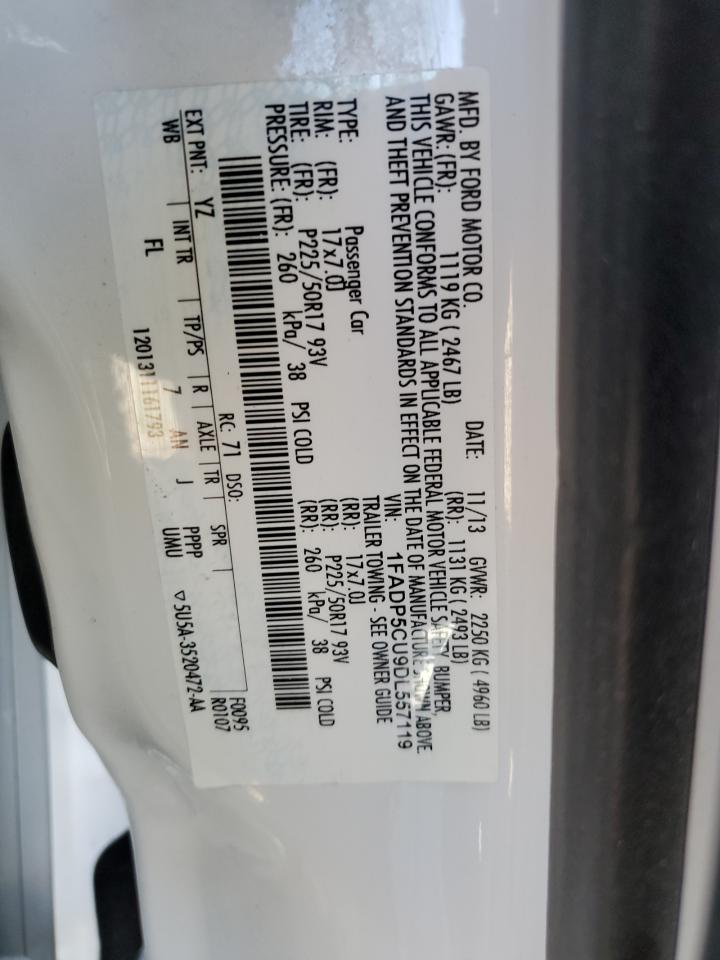 MFD. BY FORD MOTOR CO. DATE: 11/13 GVWR: 2250 KG ( 4960 LB)
GAWR: (FR): 1119 KG ( 2467 LB) (RR): 1131 KG ( 2493 LB)
THIS VEHICLE CONFORMS TO ALL APPLICABLE FEDERAL MOTOR VEHICLE SAFETY, BUMPER,
AND THEFT PREVENTION STANDARDS IN EFFECT ON THE DATE OF MANUFACTURE SHOWN ABOVE.
VIN: 1FADP5CU9DL557119
TYPE: Passenger Car TRAILER TOWING - SEE OWNER GUIDE
RIM: (FR): 17x7.0J (RR): 17x7.0J
TIRE: (FR): P225/50R17 93V (RR): P225/50R17 93V
PRESSURE: (FR): 260 kPa/ 38 PSI COLD (RR): 260 kPa/ 38 PSI COLD
F0095
RC: 71 DSO: R0107
EXT PNT: YZ SPR
WB INT TR TP/PS R AXLE TR PPPP
FL 7 AN J UMU ▽5U5A-3520472-AA
120131116​1793